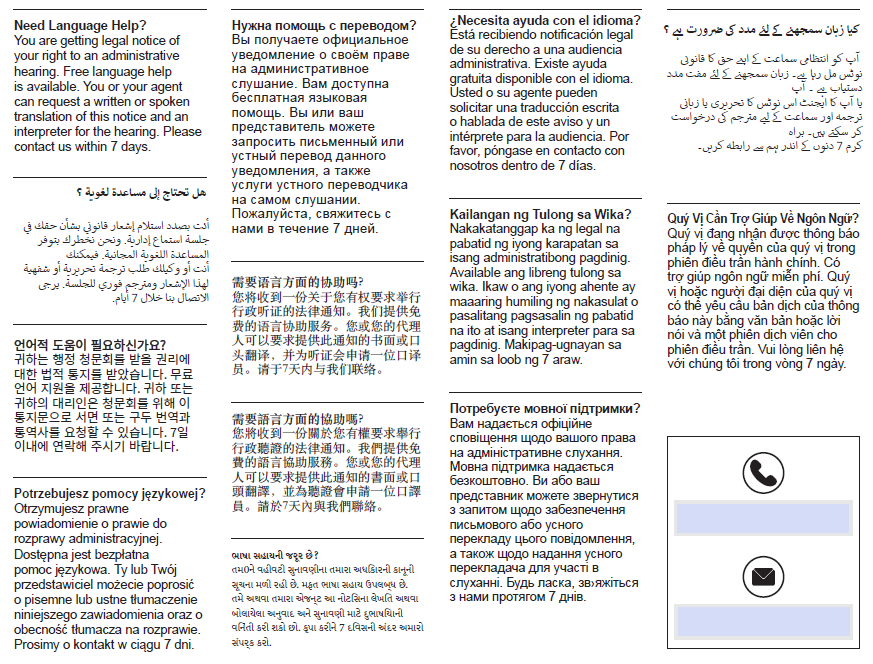 Need Language Help?
You are getting legal notice of
your right to an administrative
hearing. Free language help
is available. You or your agent
can request a written or spoken
translation of this notice and an
interpreter for the hearing. Please
contact us within 7 days.
هل تحتاج إلى مساعدة لغوية ؟
أنت بصدد استلام إشعار قانوني بشأن حقك في
جلسة استماع إدارية. ونحن نخطرك بتوفر
المساعدة اللغوية المجانية. فيمكنك
أنت أو وكيلك طلب ترجمة تحريرية أو شفهية
لهذا الإشعار ومترجم فوري للجلسة. يرجى
الاتصال بنا خلال 7 أيام.
언어적 도움이 필요하신가요?
귀하는 행정 청문회를 받을 권리에
대한 법적 통지를 받았습니다. 무료
언어 지원을 제공합니다. 귀하 또는
귀하의 대리인은 청문회를 위해 이
통지문으로 서면 또는 구두 번역과
통역사를 요청할 수 있습니다. 7일
이내에 연락해 주시기 바랍니다.
Potrzebujesz pomocy językowej?
Otrzymujesz prawne
powiadomienie o prawie do
rozprawy administracyjnej.
Dostępna jest bezpłatna
pomoc językowa. Ty lub Twój
przedstawiciel możecie poprosić
o pisemne lub ustne tłumaczenie
niniejszego zawiadomienia oraz o
obecność tłumacza na rozprawie.
Prosimy o kontakt w ciągu 7 dni.
Нужна помощь с переводом?
Вы получаете официальное
уведомление о своём праве
на административное
слушание. Вам доступна
бесплатная языковая
помощь. Вы или ваш
представитель можете
запросить письменный или
устный перевод данного
уведомления, а также
услуги устного переводчика
на самом слушании.
Пожалуйста, свяжитесь с
нами в течение 7 дней.
需要语言方面的协助吗?
您将收到一份关于您有权要求举行
行政听证的法律通知。我们提供免
费的语言协助服务。您或您的代理
人可以要求提供此通知的书面或口
头翻译，并为听证会申请一位口译
员。请于7天内与我们联络。
需要語言方面的協助嗎?
您將收到一份關於您有權要求舉行
行政聽證的法律通知。我們提供免
費的語言協助服務。您或您的代理
人可以要求提供此通知的書面或口
頭翻譯，並為聽證會申請一位口譯
員。請於7天內與我們聯絡。
ભાષા સહાયની જરૂર છે?
તમને વહીવટી સુનાવણીના તમારા અધિકારની કાનૂની
સૂચના મળી રહી છે. મફત ભાષા સહાય ઉપલબ્ધ છે.
તમે અથવા તમારા એજન્ટ આ નોટિસના લેખિત અથવા
બોલાયેલા અનુવાદ અને સુનાવણી માટે દુભાષિયાની
વિનંતી કરી શકો છો. કૃપા કરીને 7 દિવસની અંદર અમારો
સંપર્ક કરો.
¿Necesita ayuda con el idioma?
Está recibiendo notificación legal
de su derecho a una audiencia
administrativa. Existe ayuda
gratuita disponible con el idioma.
Usted o su agente pueden
solicitar una traducción escrita
o hablada de este aviso y un
intérprete para la audiencia. Por
favor, póngase en contacto con
nosotros dentro de 7 días.
Kailangan ng Tulong sa Wika?
Nakakatanggap ka ng legal na
pabatid ng iyong karapatan sa
isang administratibong pagdinig.
Available ang libreng tulong sa
wika. Ikaw o ang iyong ahente ay
maaaring humiling ng nakasulat o
pasalitang pagsasalin ng pabatid
na ito at isang interpreter para sa
pagdinig. Makipag-ugnayan sa
amin sa loob ng 7 araw.
Потребуєте мовної підтримки?
Вам надається офіційне
сповіщення щодо вашого права
на адміністративне слухання.
Мовна підтримка надається
безкоштовно. Ви або ваш
представник можете звернутися
з запитом щодо забезпечення
письмового або усного
перекладу цього повідомлення,
а також щодо надання усного
перекладача для участі в
слуханні. Будь ласка, зв›яжіться
з нами протягом 7 днів.
کیا زبان سمجھنے کے لئے مدد کی ضرورت ہے ؟
آپ کو انتظامی سماعت کے اپنے حق کا قانونی
نوٹس مل رہا ہے۔ زبان سمجھنے کے لئے مفت مدد
دستیاب ہے ۔ آپ
یا آپ کا ایجنٹ اس نوٹس کا تحریری یا زبانی
ترجمہ اور سماعت کے لیے مترجم کی درخواست
کر سکتے ہیں۔ براہ
کرم 7 دنوں کے اندر ہم سے رابطہ کریں۔
Quý Vị Cần Trợ Giúp Về Ngôn Ngữ?
Quý vị đang nhận được thông báo
pháp lý về quyền của quý vị trong
phiên điều trần hành chính. Có
trợ giúp ngôn ngữ miễn phí. Quý
vị hoặc người đại diện của quý vị
có thể yêu cầu bản dịch của thông
báo này bằng văn bản hoặc lời
nói và một phiên dịch viên cho
phiên điều trần. Vui lòng liên hệ
với chúng tôi trong vòng 7 ngày.